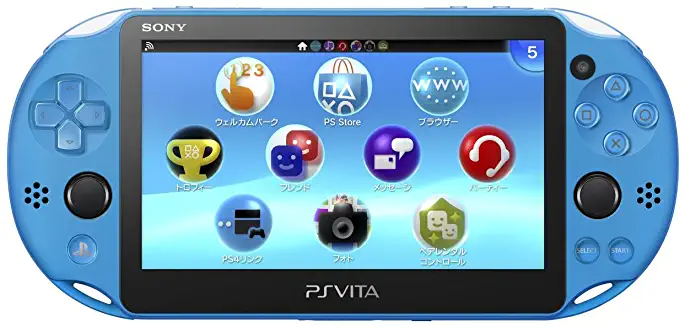 SONY
5
123
WWW
ウェルカムパーク
PS Store
ブラウザー
トロフィー
フレンド
メッセージ
パーティー
PS4リンク
フォト
ペアレンタル
コントロール
SELECT
START
PSVITA